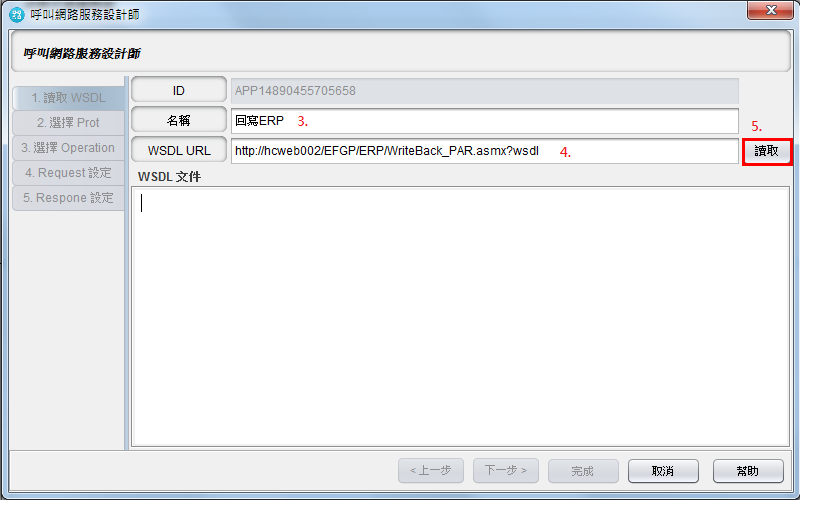 呼叫網路服務設計師
呼叫網路服務設計師
1. 讀取 WSDL
2. 選擇 Prot
3. 選擇 Operation
4. Request 設定
5. Respone 設定
ID
APP14890455705658
名稱
回寫ERP 3.
5.
WSDL URL
http://hcweb002/EFGP/ERP/WriteBack_PAR.asmx?wsdl 4.
讀取
WSDL 文件
< 上一步
下一步 >
完成
取消
幫助